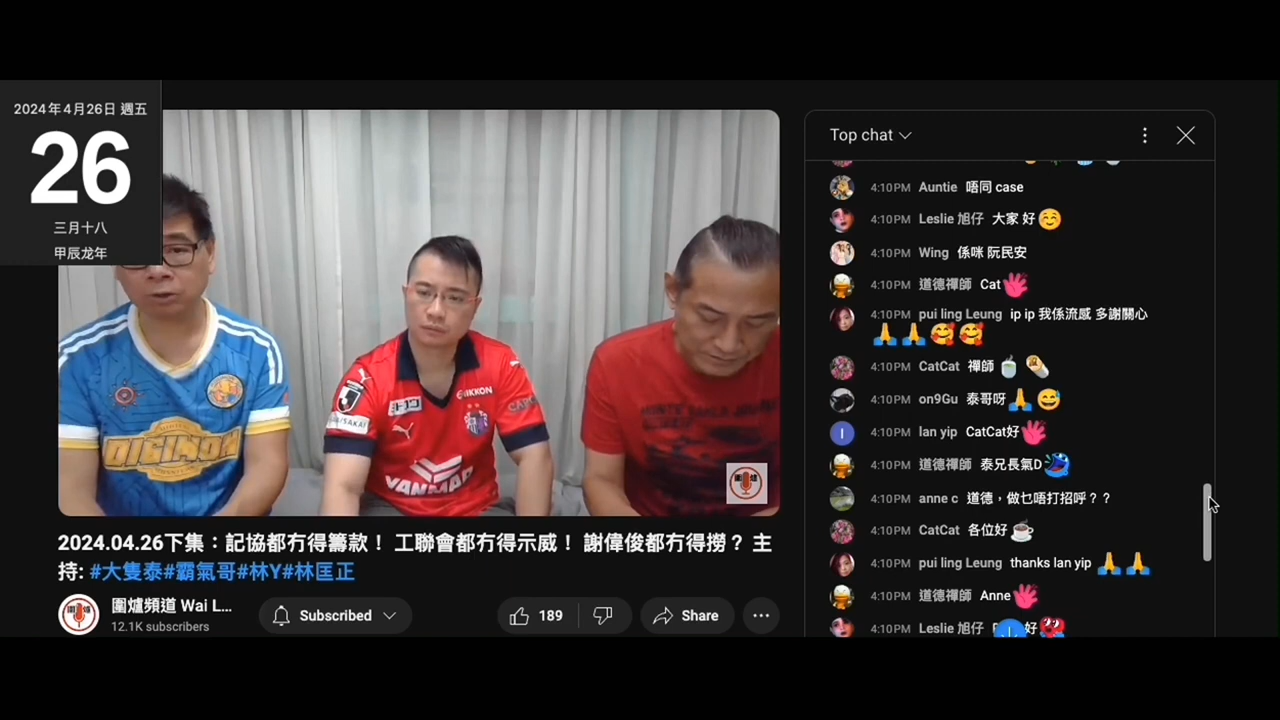 2024年4月26日 週五
26
三月十八
甲辰龙年
DIGIMON
NIKKON
SAKAI
YANMAR
2024.04.26下集：記協都冇得籌款！ 工聯會都冇得示威！ 謝偉俊都冇得撈？ 主
持: #大隻泰#霸氣哥#林Y#林匡正
圍爐頻道 Wai L...
12.1K subscribers
Subscribed
189
Share
Top chat
4:10PM Auntie 唔同 case
4:10PM Leslie 旭仔 大家 好
4:10PM Wing 係咪 阮民安
4:10PM 道德禪師 Cat
4:10PM pui ling Leung ip ip 我係流感 多謝關心
4:10PM CatCat 禪師
4:10PM on9Gu 泰哥呀
4:10PM Ian yip CatCat好
4:10PM 道德禪師 泰兄長氣D
4:10PM anne c 道德，做乜唔打招呼？？
4:10PM CatCat 各位好
4:10PM pui ling Leung thanks lan yip
4:10PM 道德禪師 Anne
4:10PM Leslie 旭仔 好